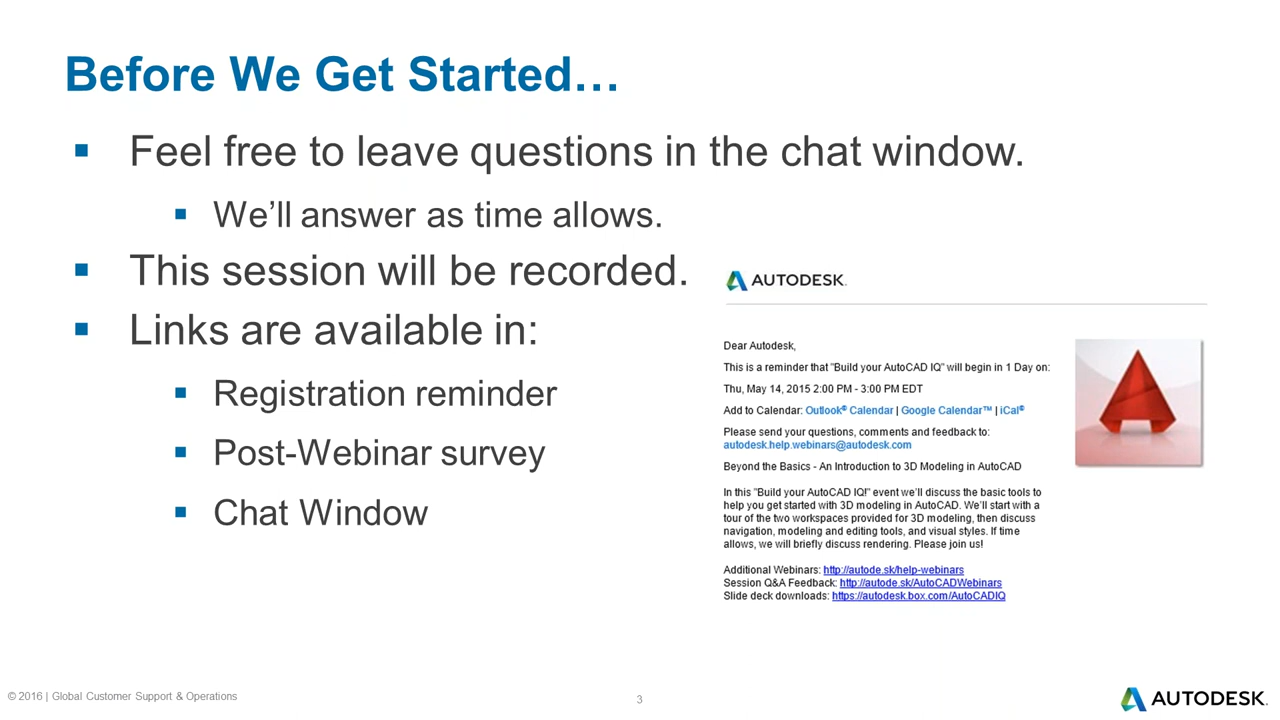 Before We Get Started…
Feel free to leave questions in the chat window.
We’ll answer as time allows.
This session will be recorded.
Links are available in:
Registration reminder
Post-Webinar survey
Chat Window
AUTODESK.
Dear Autodesk,
This is a reminder that "Build your AutoCAD IQ" will begin in 1 Day on:
Thu, May 14, 2015 2:00 PM - 3:00 PM EDT
Add to Calendar: Outlook® Calendar | Google Calendar™ | iCal®
Please send your questions, comments and feedback to:
autodesk.help.webinars@autodesk.com
Beyond the Basics - An Introduction to 3D Modeling in AutoCAD
In this "Build your AutoCAD IQ!" event we'll discuss the basic tools to
help you get started with 3D modeling in AutoCAD. We'll start with a
tour of the two workspaces provided for 3D modeling, then discuss
navigation, modeling and editing tools, and visual styles. If time
allows, we will briefly discuss rendering. Please join us!
Additional Webinars: http://autode.sk/help-webinars
Session Q&A Feedback: http://autode.sk/AutoCADWebinars
Slide deck downloads: https://autodesk.box.com/AutoCADIQ
© 2016 | Global Customer Support & Operations
3
AUTODESK.